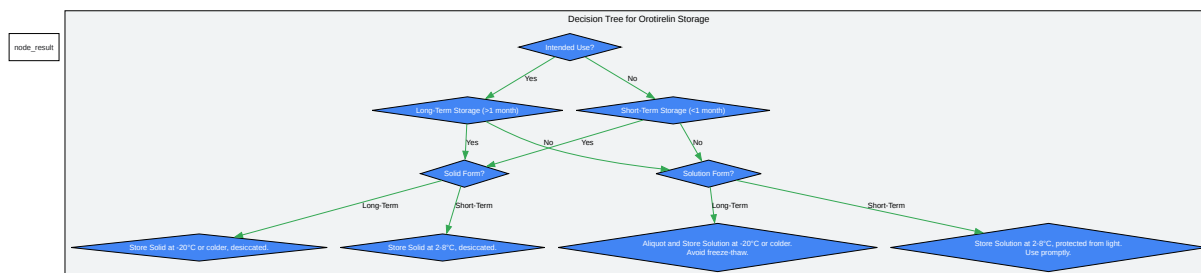 Decision Tree for Orotirelin Storage
node_result
Intended Use?
Yes
No
Long-Term Storage (>1 month)
Short-Term Storage (<1 month)
Yes
No
Yes
No
Solid Form?
Solution Form?
Long-Term
Short-Term
Long-Term
Short-Term
Store Solid at -20°C or colder, desiccated.
Store Solid at 2-8°C, desiccated.
Aliquot and Store Solution at -20°C or colder.
Avoid freeze-thaw.
Store Solution at 2-8°C, protected from light.
Use promptly.